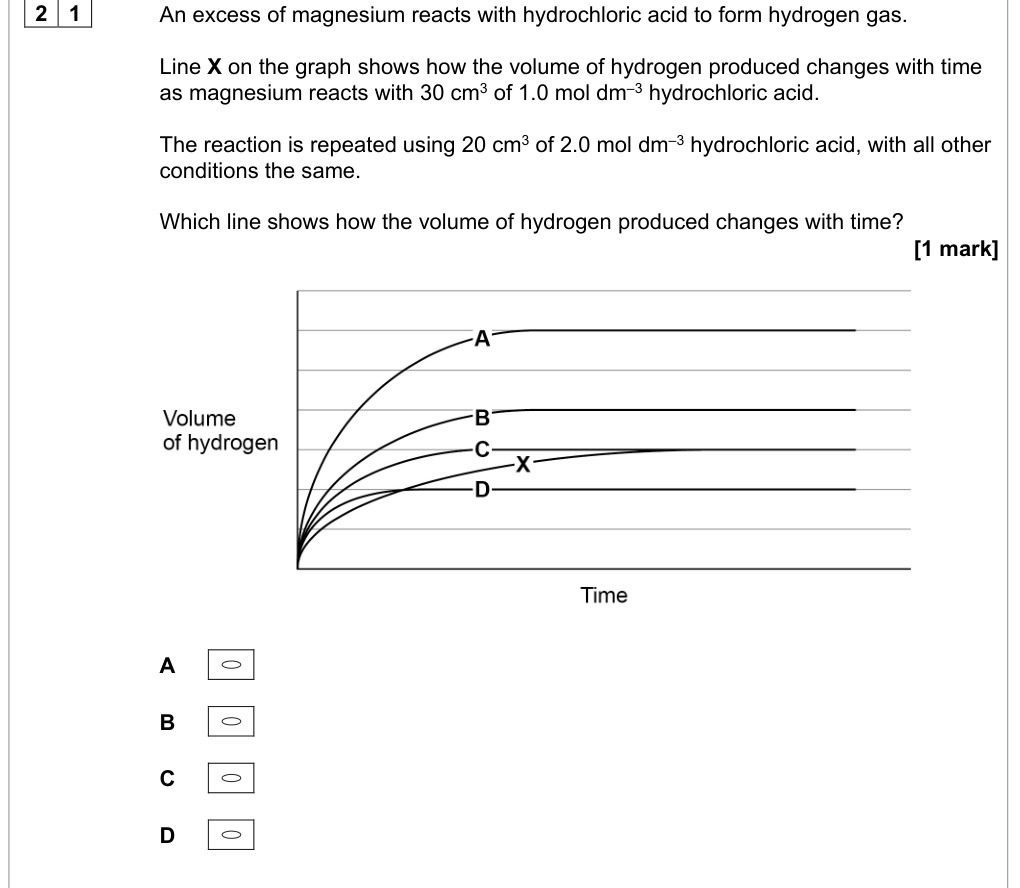 2 1 An excess of magnesium reacts with hydrochloric acid to form hydrogen gas.
Line X on the graph shows how the volume of hydrogen produced changes with time
as magnesium reacts with 30 cm³ of 1.0 mol dm⁻³ hydrochloric acid.
The reaction is repeated using 20 cm³ of 2.0 mol dm⁻³ hydrochloric acid, with all other
conditions the same.
Which line shows how the volume of hydrogen produced changes with time?
[1 mark]
A
B
C
X
D
Volume
of hydrogen
Time
A
B
C
D